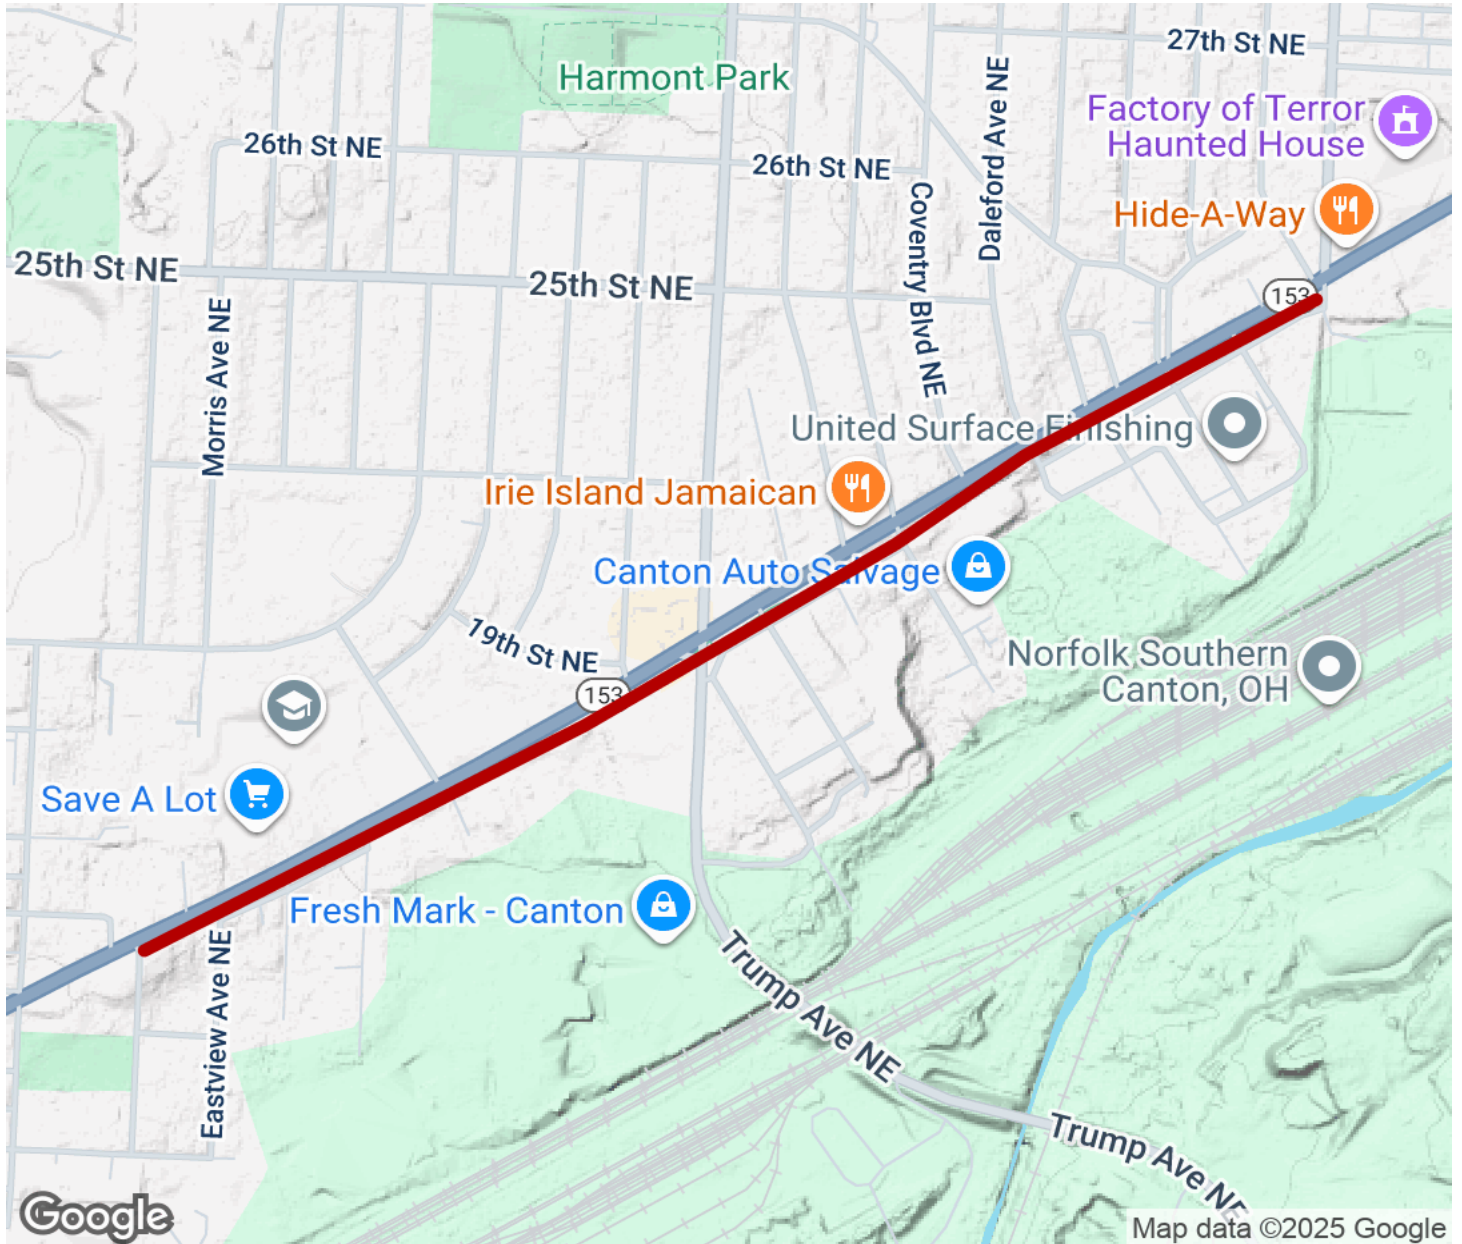 27th St NE
Harmont Park
Daleford Ave NE
Factory of Terror
Haunted House
26th St NE
26th St NE
Coventry Blvd NE
Hide-A-Way
25th St NE
25th St NE
153
Morris Ave NE
United Surface Finishing
Irie Island Jamaican
Canton Auto Salvage
19th St NE
Norfolk Southern
Canton, OH
153
Save A Lot
Fresh Mark - Canton
Eastview Ave NE
Trump Ave NE
Trump Ave NE
Google
Map data ©2025 Google